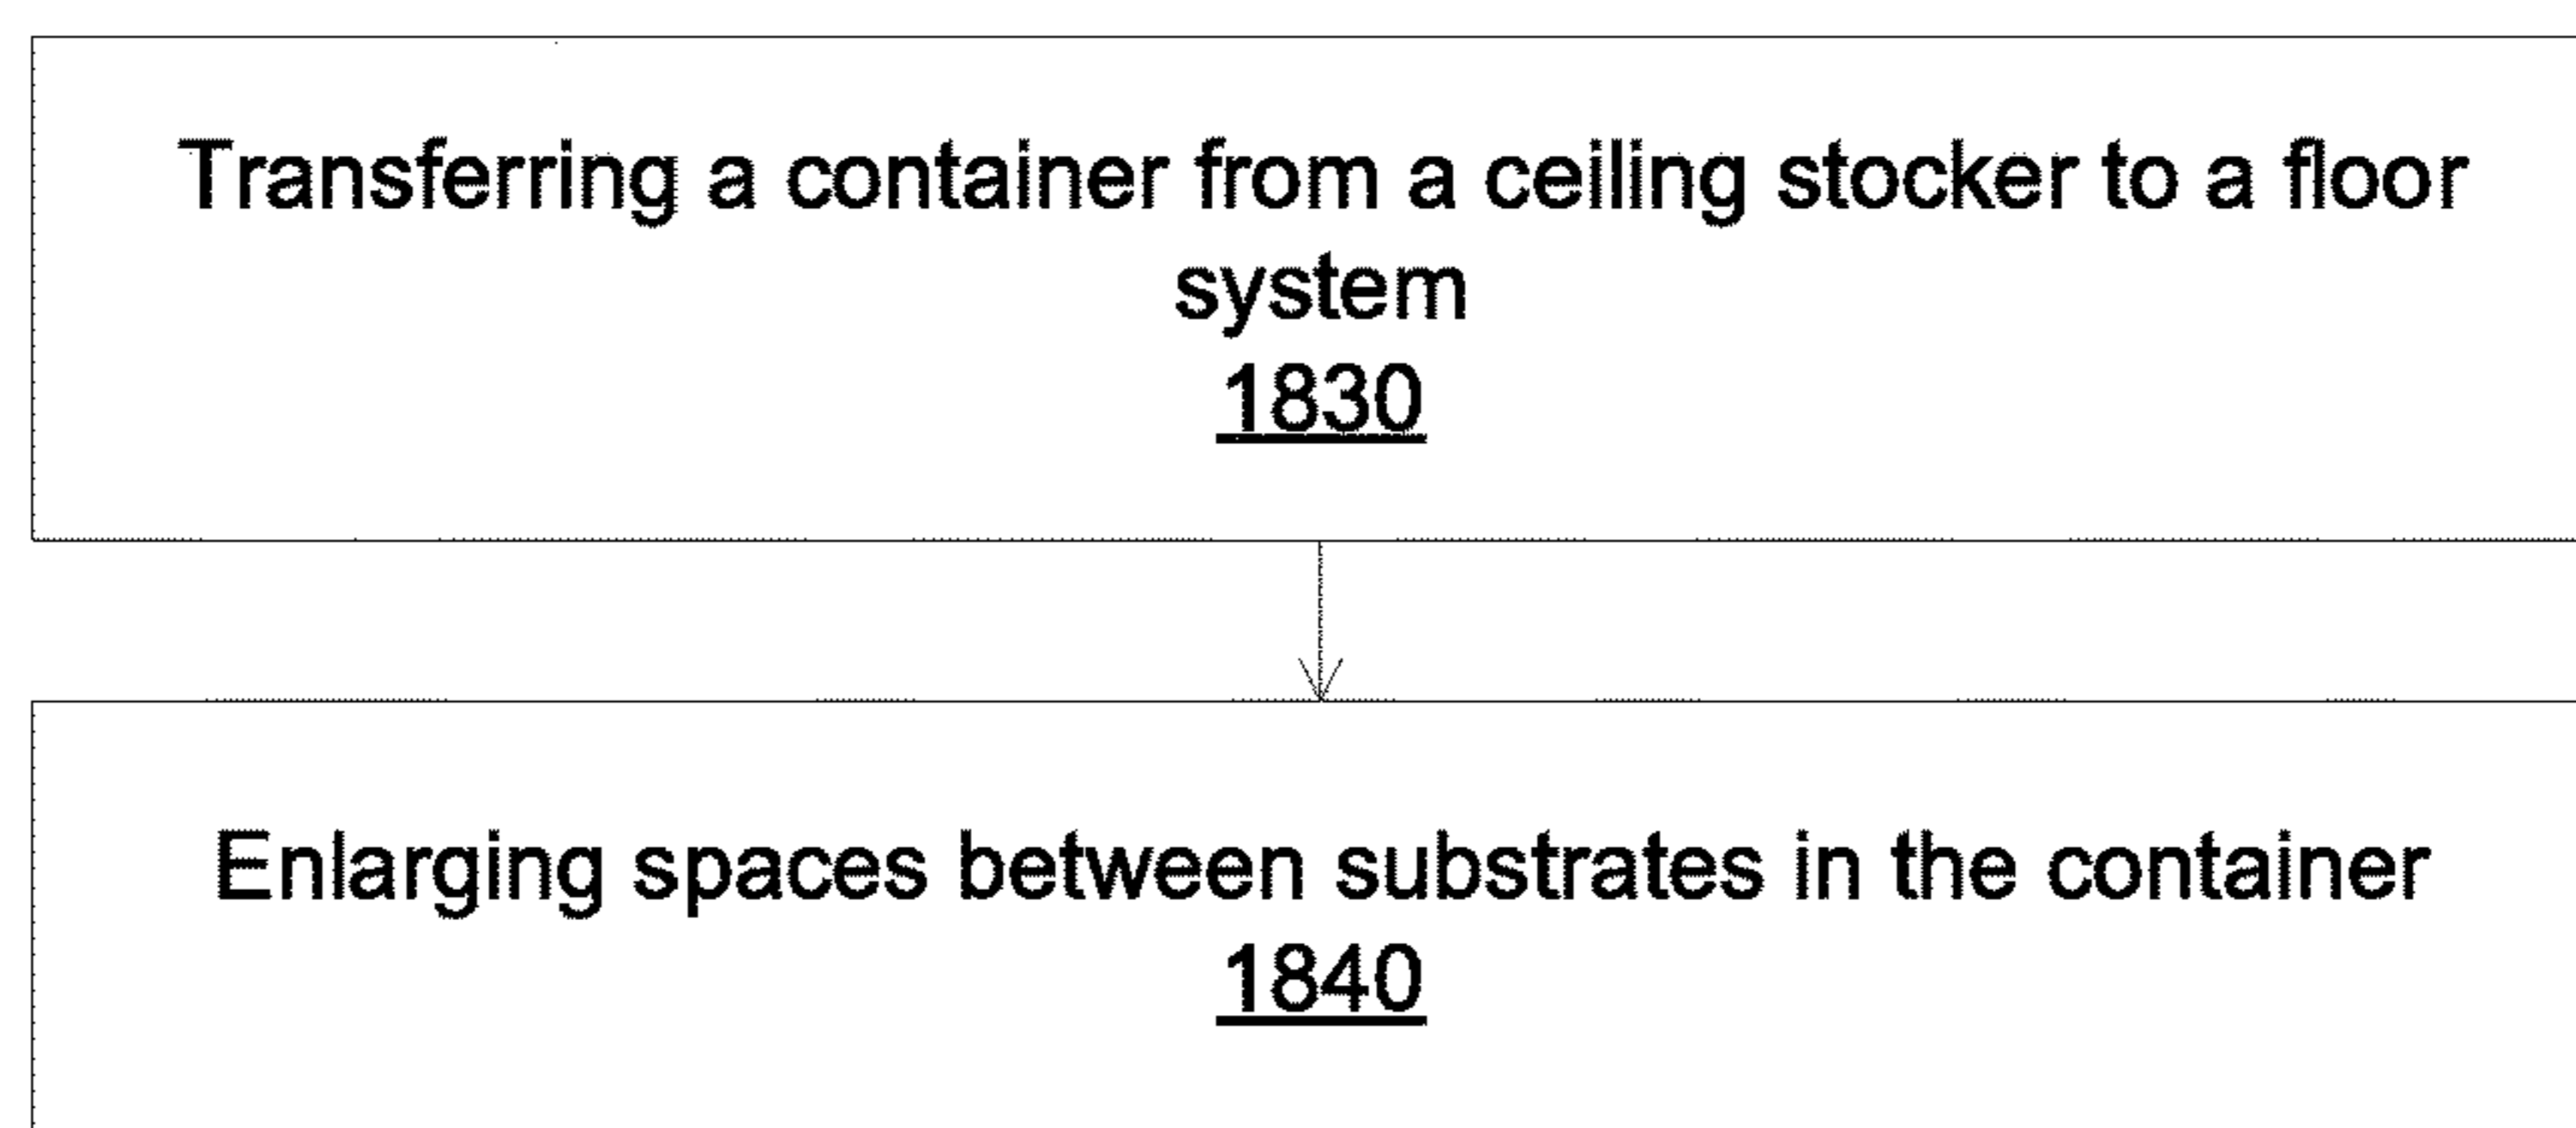 Transferring a container from a ceiling stocker to a floor
system
1830
Enlarging spaces between substrates in the container
1840